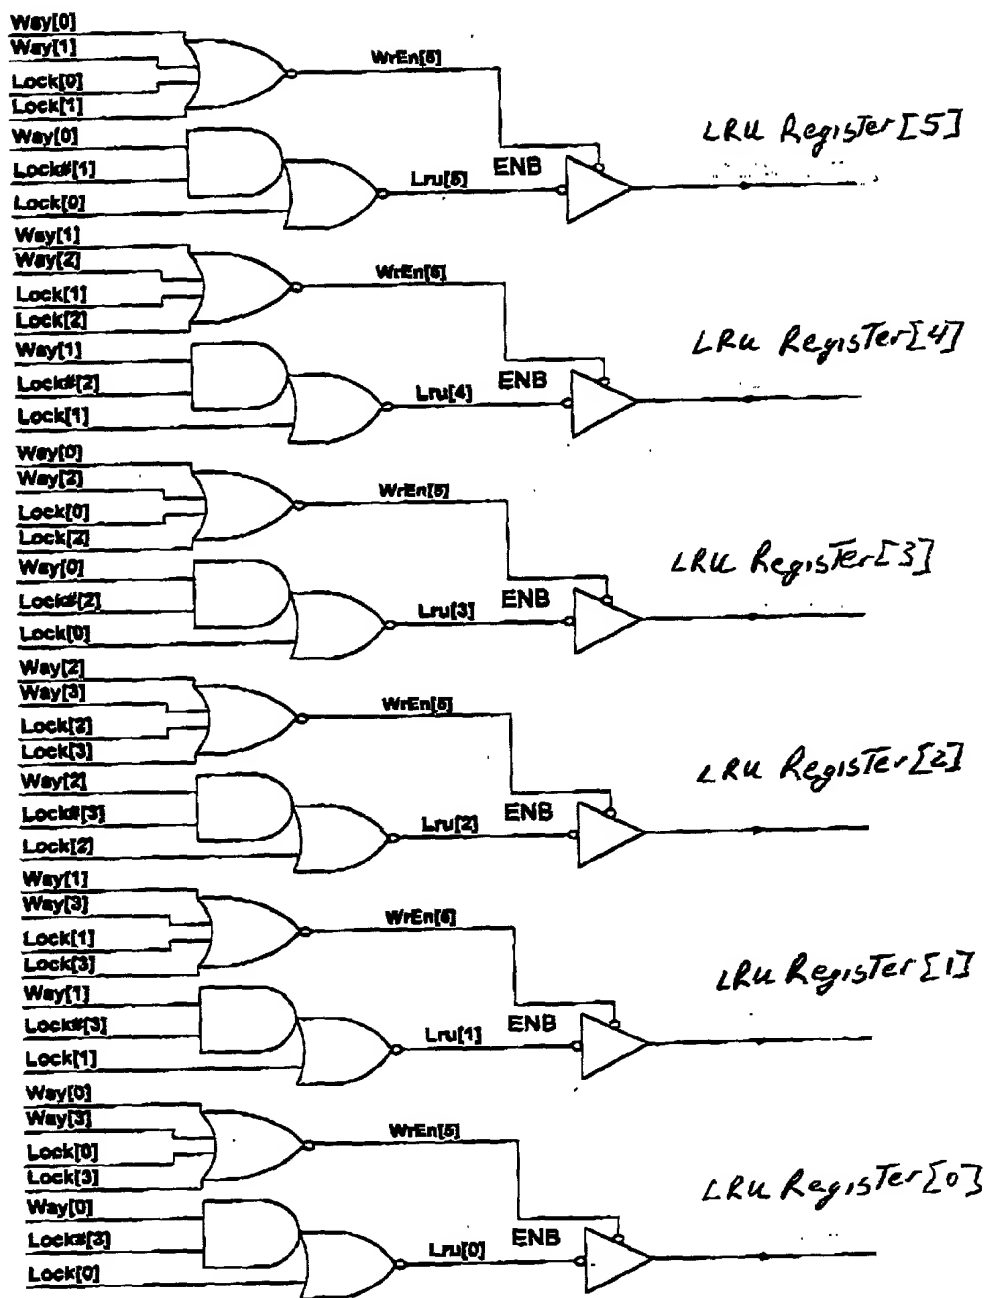 Way[0]
Way[1]
WrEn[5]
Lock[0]
Lock[1]
LRU Register[5]
Way[0]
Lock#[1]
ENB
Lru[5]
Lock[0]
Way[1]
Way[2]
WrEn[5]
Lock[1]
Lock[2]
LRU Register[4]
Way[1]
Lock#[2]
ENB
Lru[4]
Lock[1]
Way[0]
Way[2]
WrEn[5]
Lock[0]
Lock[2]
LRU Register[3]
Way[0]
Lock#[2]
ENB
Lru[3]
Lock[0]
Way[2]
Way[3]
WrEn[5]
Lock[2]
Lock[3]
LRU Register[2]
Way[2]
Lock#[3]
ENB
Lru[2]
Lock[2]
Way[1]
Way[3]
WrEn[5]
Lock[1]
Lock[3]
LRU Register[1]
Way[1]
Lock#[3]
ENB
Lru[1]
Lock[1]
Way[0]
Way[3]
WrEn[5]
Lock[0]
Lock[3]
LRU Register[0]
Way[0]
Lock#[3]
ENB
Lru[0]
Lock[0]